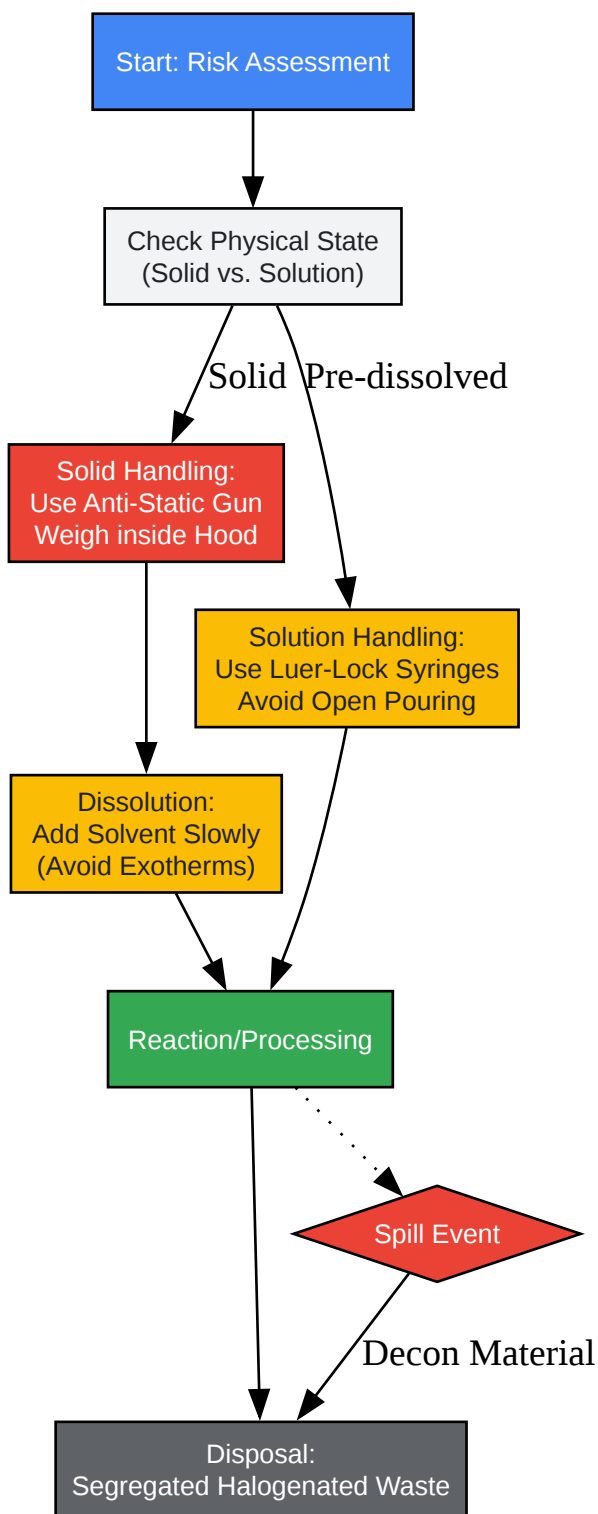 Start: Risk Assessment
Check Physical State
(Solid vs. Solution)
Solid
Pre-dissolved
Solid Handling:
Use Anti-Static Gun
Weigh inside Hood
Solution Handling:
Use Luer-Lock Syringes
Avoid Open Pouring
Dissolution:
Add Solvent Slowly
(Avoid Exotherms)
Reaction/Processing
Spill Event
Decon Material
Disposal:
Segregated Halogenated Waste